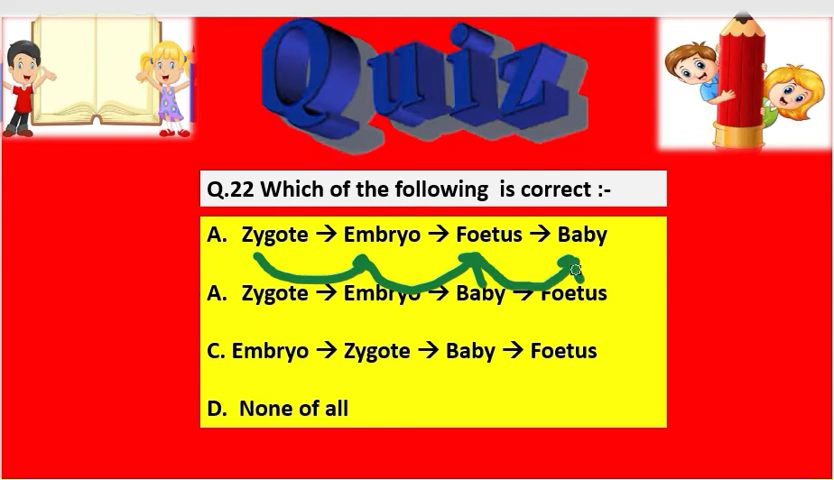 Quiz
Q.22 Which of the following is correct :-
A. Zygote → Embryo → Foetus → Baby
A. Zygote → Embryo → Baby → Foetus
C. Embryo → Zygote → Baby → Foetus
D. None of all